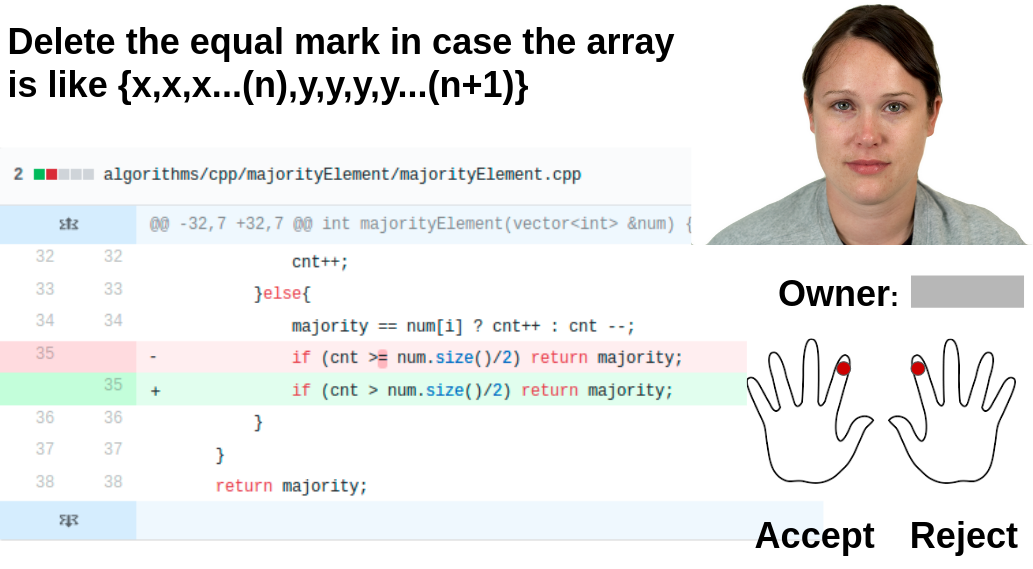 Delete the equal mark in case the array
is like {x,x,x...(n),y,y,y,y...(n+1)}
2 algorithms/cpp/majorityElement/majorityElement.cpp
@@ -32,7 +32,7 @@ int majorityElement(vector<int> &num) {
32 32 cnt++;
33 33 }else{
34 34 majority == num[i] ? cnt++ : cnt --;
35 - if (cnt >= num.size()/2) return majority;
35 + if (cnt > num.size()/2) return majority;
36 36 }
37 37 }
38 38 return majority;
Owner:
Accept Reject